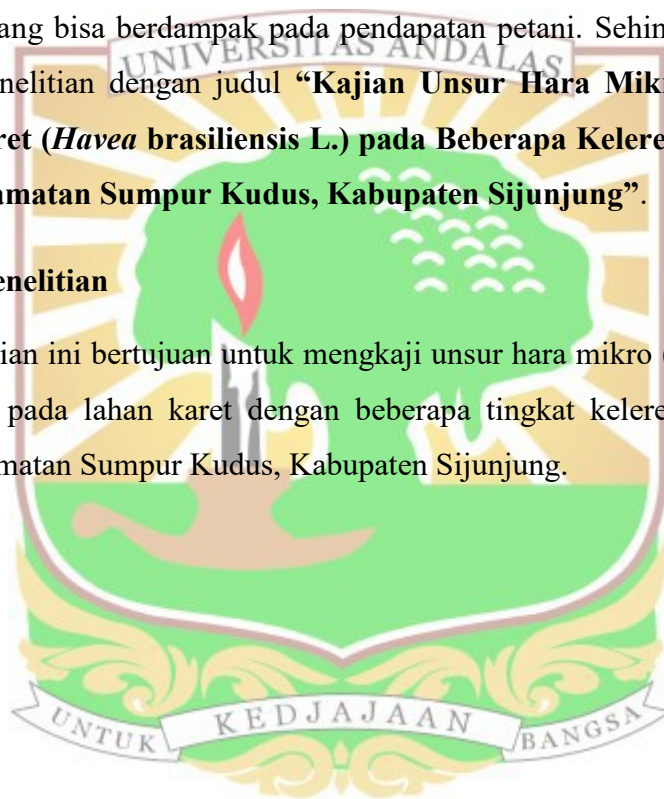 ang bisa berdampak pada pendapatan petani. Sehin
UNIVERSITAS ANDALAS
enelitian dengan judul “Kajian Unsur Hara Mik
ret (Havea brasiliensis L.) pada Beberapa Kelere
amatan Sumpur Kudus, Kabupaten Sijunjung”.
enelitian
ian ini bertujuan untuk mengkaji unsur hara mikro
pada lahan karet dengan beberapa tingkat kelere
amatan Sumpur Kudus, Kabupaten Sijunjung.
UNTUK KEDJAJAAN BANGSA